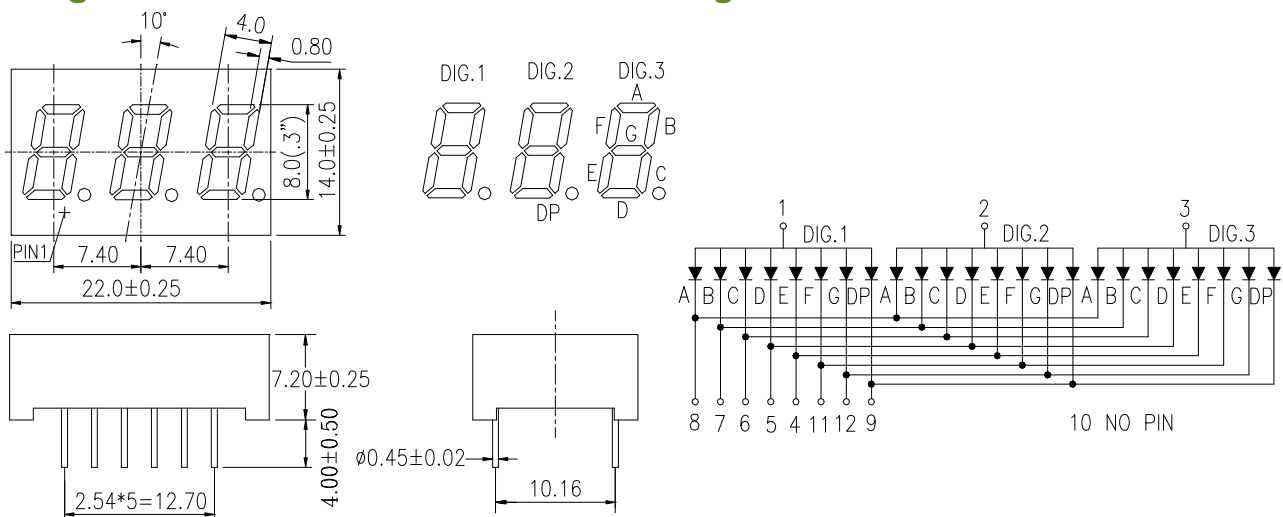 10°
4.0
0.80
8.0(.3")
14.0±0.25
PIN1
7.40
7.40
22.0±0.25
DIG.1
DIG.2
DIG.3
A
F
G
B
E
C
DP
D
1
2
3
DIG.1
DIG.2
DIG.3
A B C D E F G DP A B C D E F G DP A B C D E F G DP
8 7 6 5 4 11 12 9
10 NO PIN
7.20±0.25
4.00±0.50
2.54*5=12.70
ø0.45±0.02
10.16